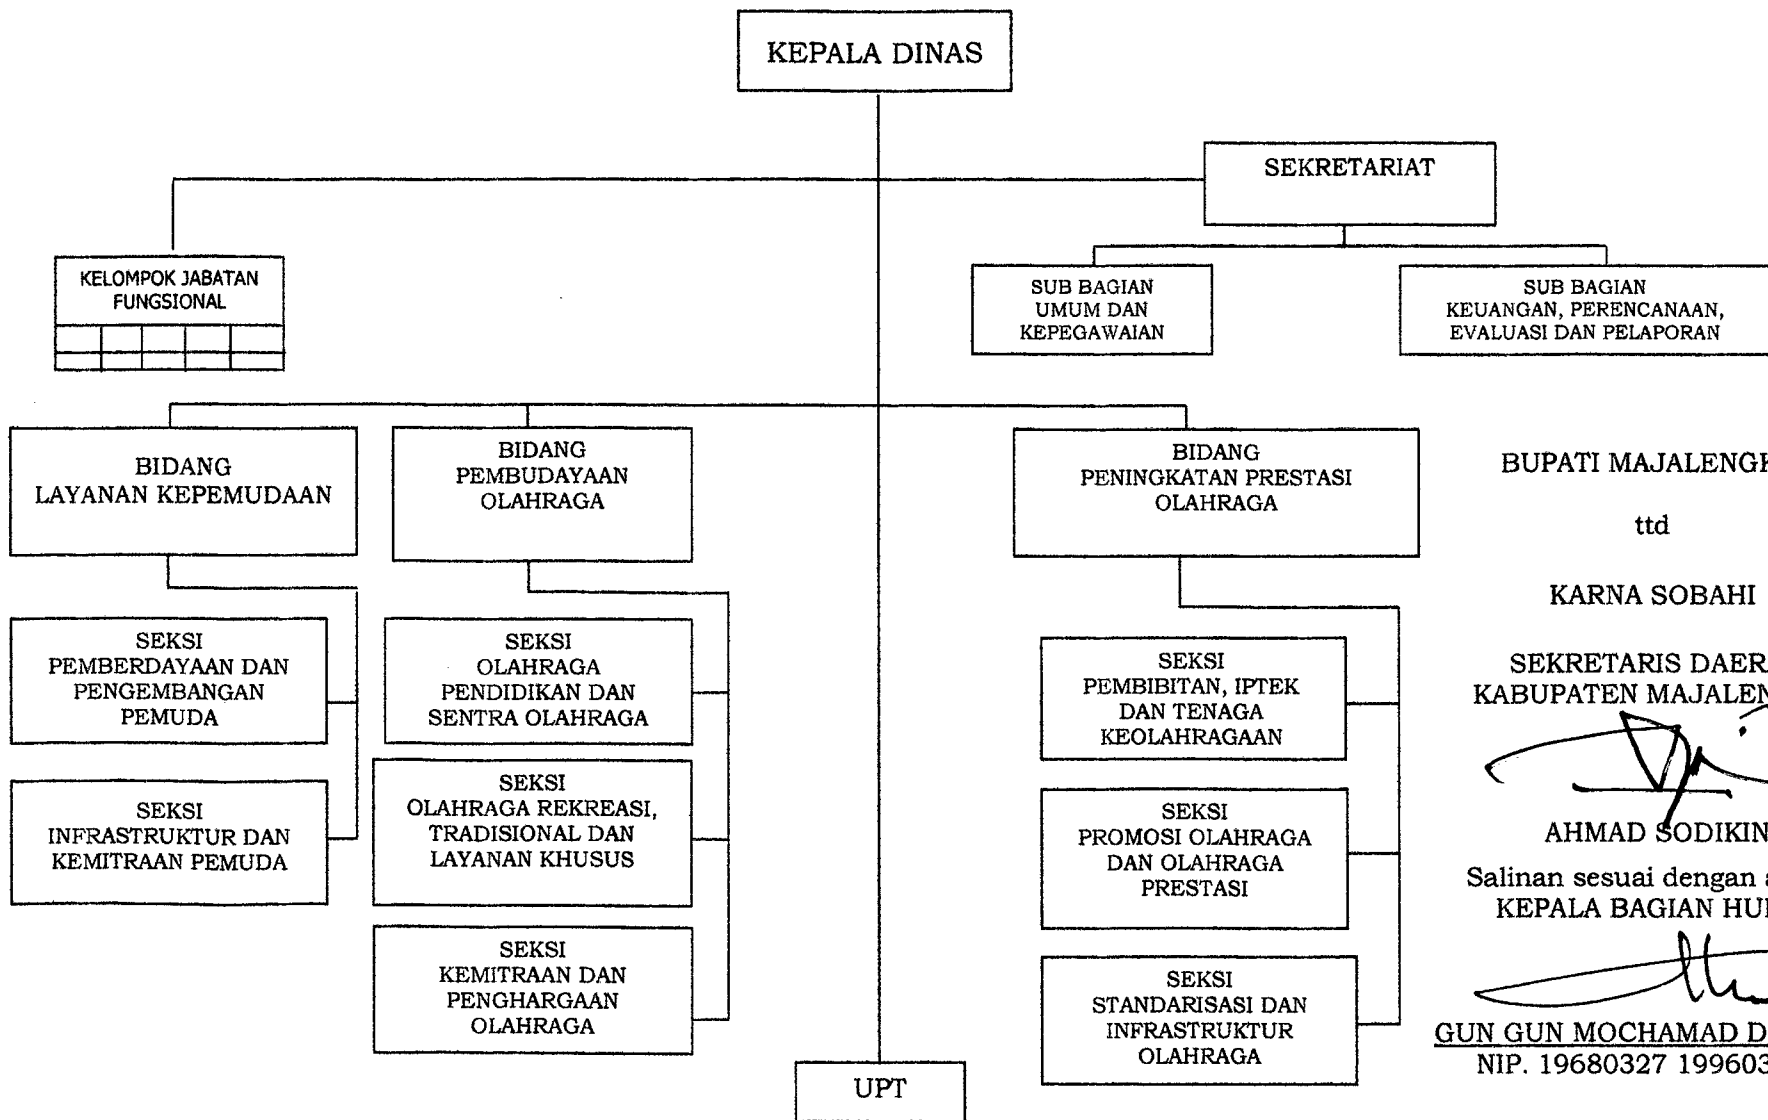 KEPALA DINAS
SEKRETARIAT
KELOMPOK JABATAN
FUNGSIONAL
SUB BAGIAN
UMUM DAN
KEPEGAWAIAN
SUB BAGIAN
KEUANGAN, PERENCANAAN,
EVALUASI DAN PELAPORAN
BIDANG
LAYANAN KEPEMUDAAN
BIDANG
PEMBUDAYAAN
OLAHRAGA
BIDANG
PENINGKATAN PRESTASI
OLAHRAGA
SEKSI
PEMBERDAYAAN DAN
PENGEMBANGAN
PEMUDA
SEKSI
INFRASTRUKTUR DAN
KEMITRAAN PEMUDA
SEKSI
OLAHRAGA
PENDIDIKAN DAN
SENTRA OLAHRAGA
SEKSI
OLAHRAGA REKREASI,
TRADISIONAL DAN
LAYANAN KHUSUS
SEKSI
KEMITRAAN DAN
PENGHARGAAN
OLAHRAGA
SEKSI
PEMBIBITAN, IPTEK
DAN TENAGA
KEOLAHRAGAAN
SEKSI
PROMOSI OLAHRAGA
DAN OLAHRAGA
PRESTASI
SEKSI
STANDARISASI DAN
INFRASTRUKTUR
OLAHRAGA
UPT
BUPATI
ttd
KARNA SOBAHI
SEKRETARIS
KABUPATEN
AHMAD SODIKIN
Salinan sesuai dengan
KEPALA BAGIAN
GUN GUN MOCHAMAD
NIP. 19680327